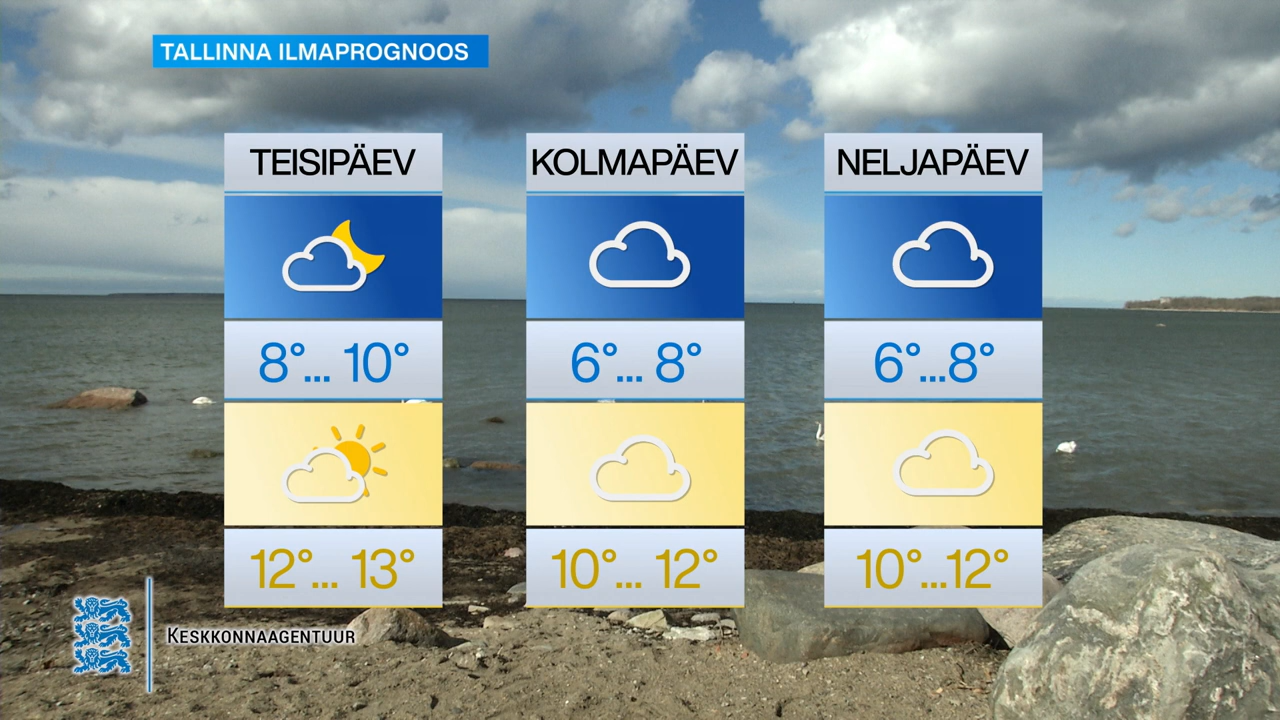 TALLINNA ILMAPROGNOOS
TEISIPÄEV
8°... 10°
12°... 13°
KOLMAPÄEV
6°... 8°
10°... 12°
NELJAPÄEV
6°...8°
10°...12°
KESKKONNAAGENTUUR